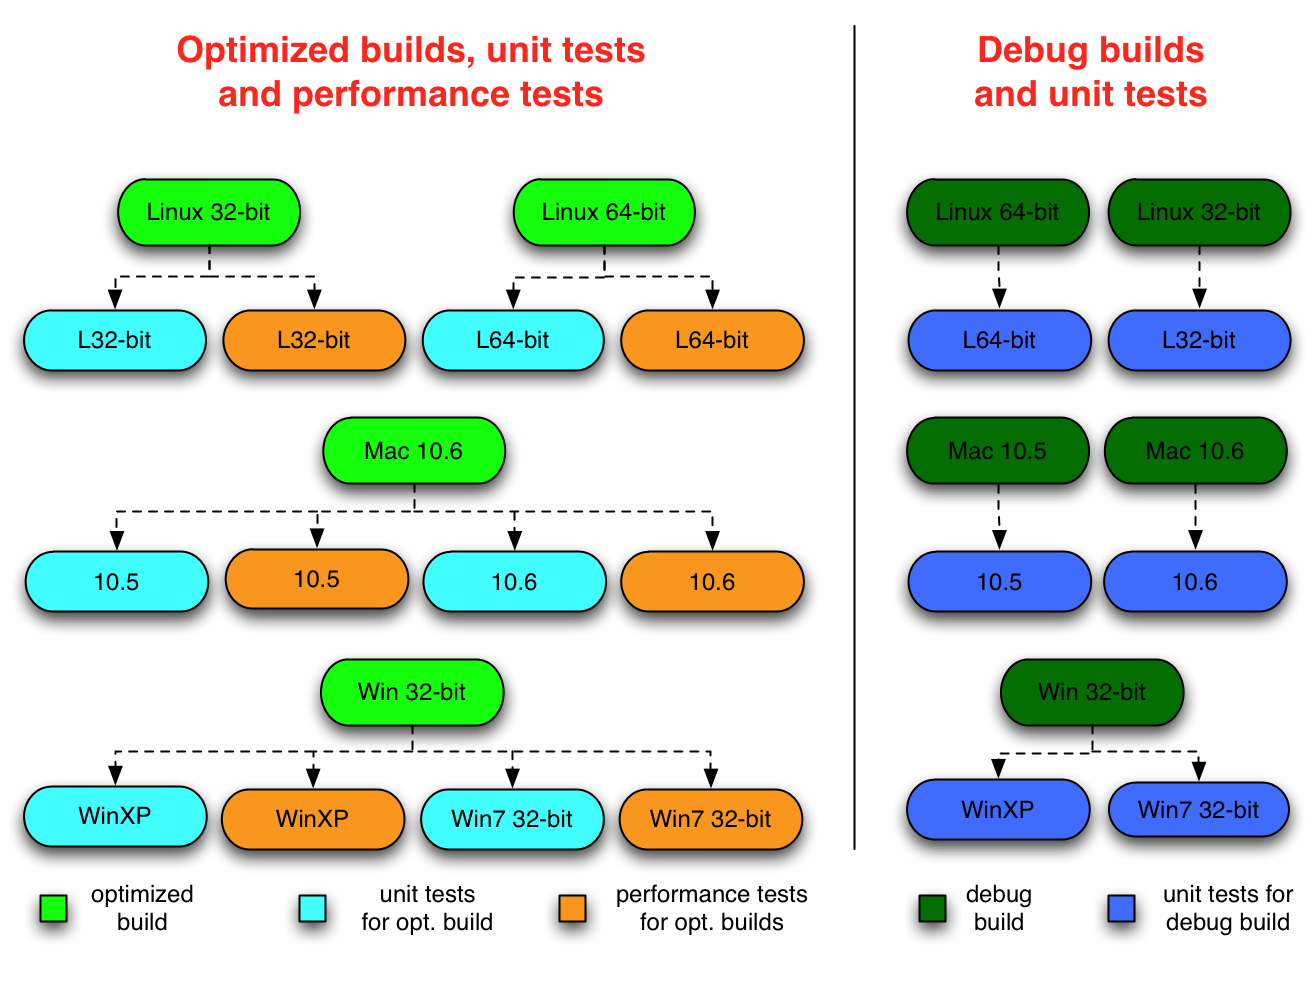 Optimized builds, unit tests
and performance tests
Linux 32-bit
Linux 64-bit
L32-bit
L32-bit
L64-bit
L64-bit
Mac 10.6
10.5
10.5
10.6
10.6
Win 32-bit
WinXP
WinXP
Win7 32-bit
Win7 32-bit
optimized
build
unit tests
for opt. build
performance tests
for opt. builds
Debug builds
and unit tests
Linux 64-bit
Linux 32-bit
L64-bit
L32-bit
Mac 10.5
Mac 10.6
10.5
10.6
Win 32-bit
WinXP
Win7 32-bit
debug
build
unit tests for
debug build